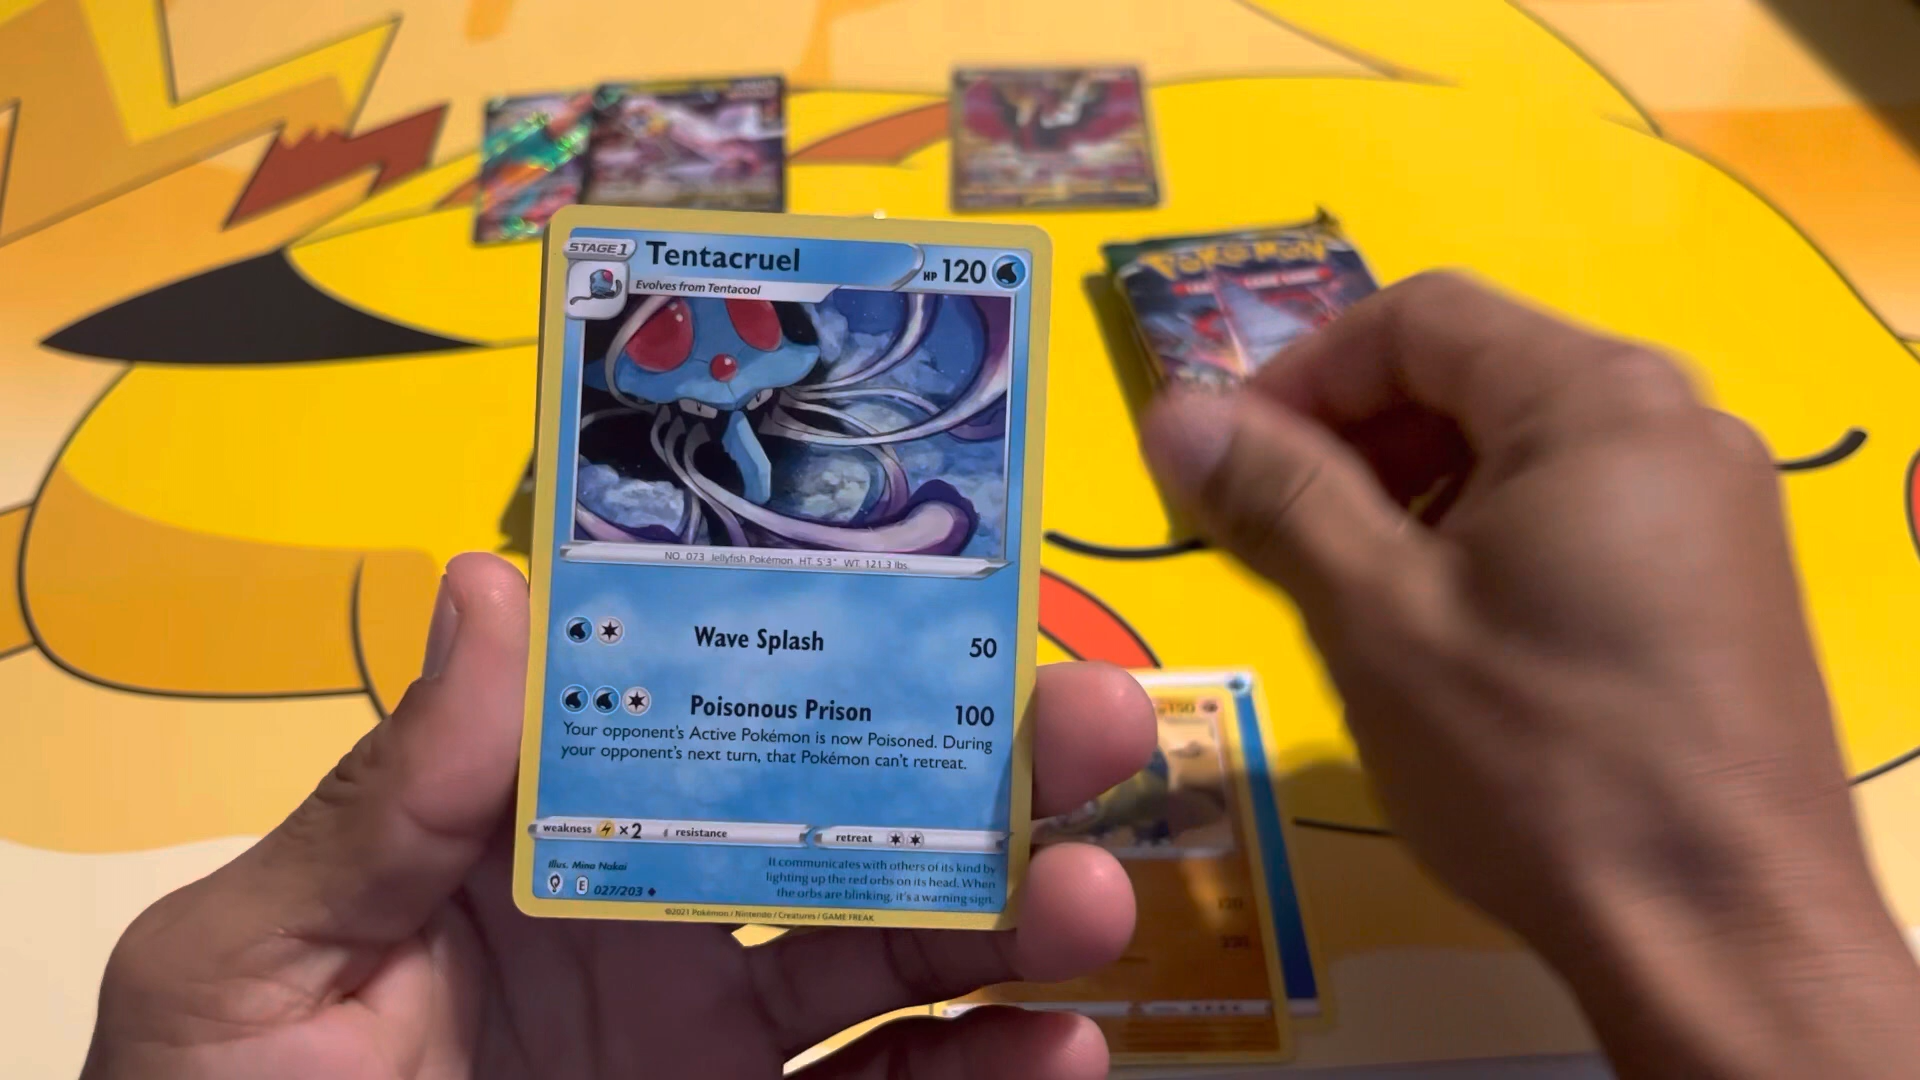 Pokémon
STAGE 1
Tentacruel
HP 120
Evolves from Tentacool
NO. 073 Jellyfish Pokémon HT. 5'3" WT. 121.3 lbs.
Wave Splash 50
Poisonous Prison 100
Your opponent's Active Pokémon is now Poisoned. During
your opponent's next turn, that Pokémon can't retreat.
weakness ×2 resistance retreat
Illus. Mina Nakai
E 027/203
It communicates with others of its kind by
lighting up the red orbs on its head. When
the orbs are blinking, it's a warning sign.
©2021 Pokémon / Nintendo / Creatures / GAME FREAK
150
120